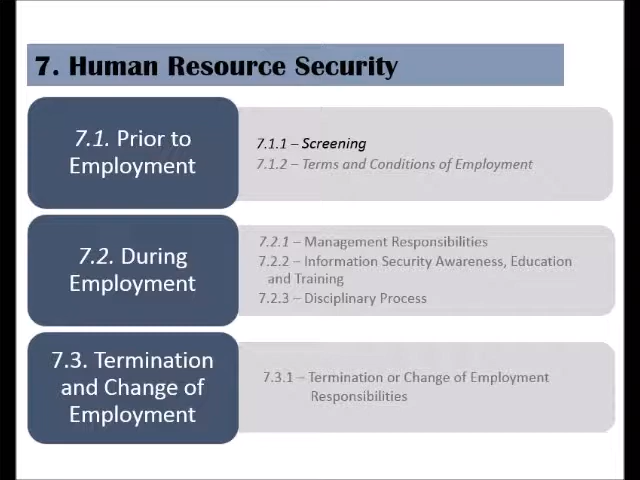 7. Human Resource Security
7.1. Prior to
Employment
7.1.1 – Screening
7.1.2 – Terms and Conditions of Employment
7.2. During
Employment
7.2.1 – Management Responsibilities
7.2.2 – Information Security Awareness, Education
and Training
7.2.3 – Disciplinary Process
7.3. Termination
and Change of
Employment
7.3.1 – Termination or Change of Employment
Responsibilities